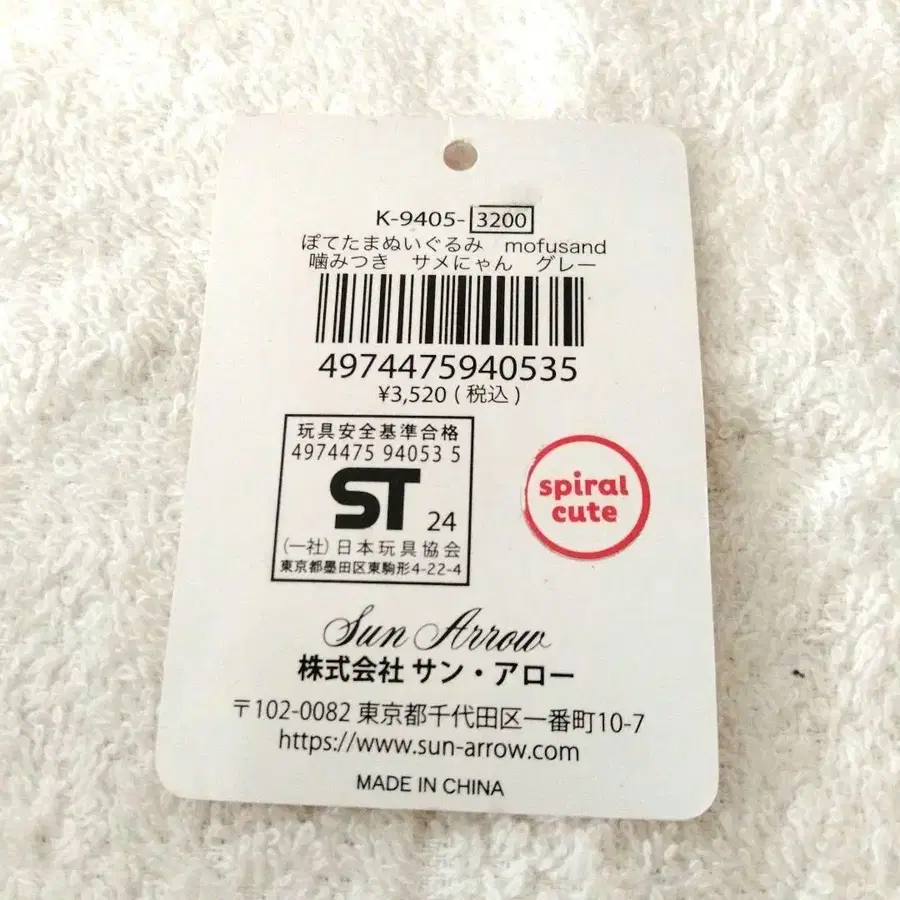 K-9405-3200
ぽてたまぬいぐるみ mofusand
噛みつき サメにゃん グレー
4974475940535
¥3,520 (税込)
玩具安全基準合格
4974475 94053 5
ST 24
(一社) 日本玩具協会
東京都墨田区東駒形4-22-4
spiral
cute
Sun Arrow
株式会社 サン・アロー
〒102-0082 東京都千代田区一番町10-7
https://www.sun-arrow.com
MADE IN CHINA